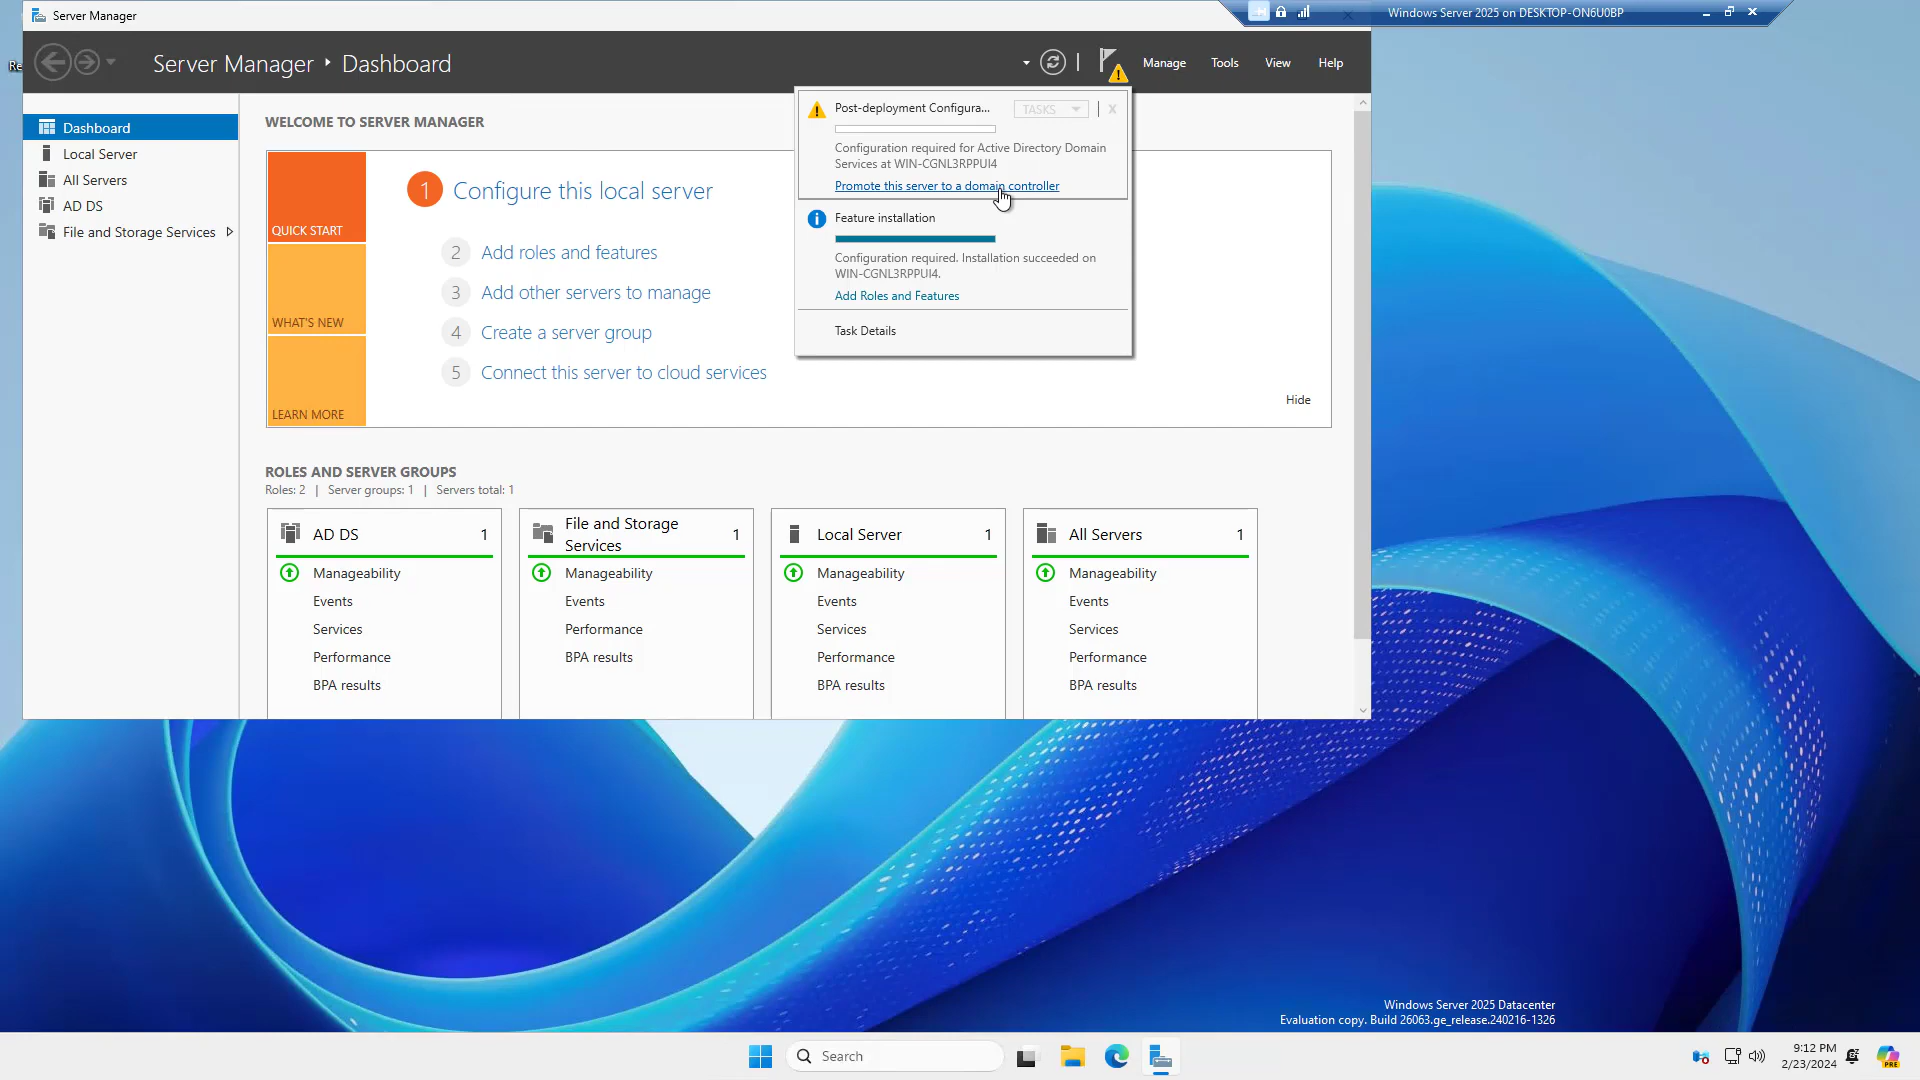 Server Manager
Windows Server 2025 on DESKTOP-ON6U0BP
Re
Server Manager ‣ Dashboard
Manage
Tools
View
Help
Dashboard
Local Server
All Servers
AD DS
File and Storage Services
WELCOME TO SERVER MANAGER
QUICK START
WHAT'S NEW
LEARN MORE
1 Configure this local server
2 Add roles and features
3 Add other servers to manage
4 Create a server group
5 Connect this server to cloud services
Hide
Post-deployment Configura...
TASKS
X
Configuration required for Active Directory Domain
Services at WIN-CGNL3RPPUI4
Promote this server to a domain controller
Feature installation
Configuration required. Installation succeeded on
WIN-CGNL3RPPUI4.
Add Roles and Features
Task Details
ROLES AND SERVER GROUPS
Roles: 2 | Server groups: 1 | Servers total: 1
AD DS 1
Manageability
Events
Services
Performance
BPA results
File and Storage
Services 1
Manageability
Events
Performance
BPA results
Local Server 1
Manageability
Events
Services
Performance
BPA results
All Servers 1
Manageability
Events
Services
Performance
BPA results
Windows Server 2025 Datacenter
Evaluation copy. Build 26063.ge_release.240216-1326
Search
9:12 PM
2/23/2024
PRE